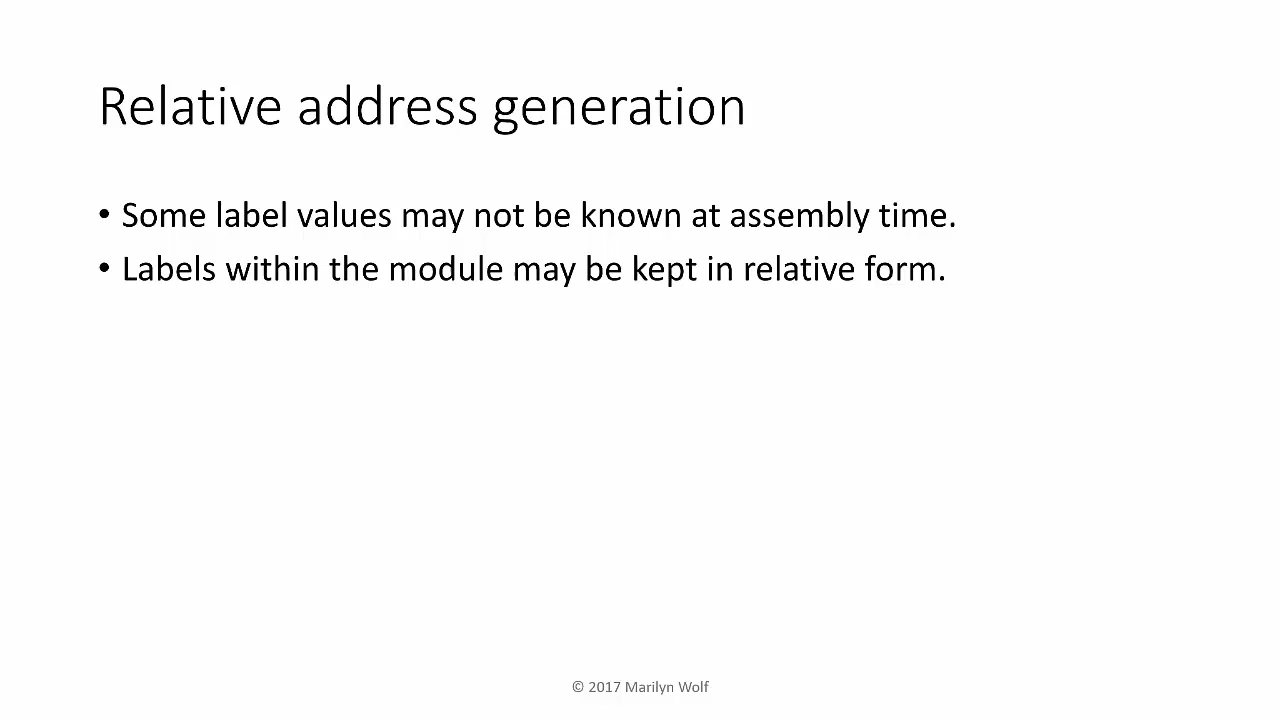 Relative address generation
• Some label values may not be known at assembly time.
• Labels within the module may be kept in relative form.
© 2017 Marilyn Wolf